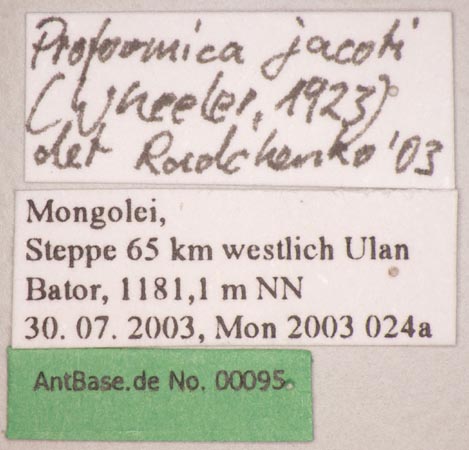 Proformica jacoti
(Wheeler, 1923)
det Radchenko '03
Mongolei,
Steppe 65 km westlich Ulan
Bator, 1181,1 m NN
30. 07. 2003, Mon 2003 024a
AntBase.de No. 00095.